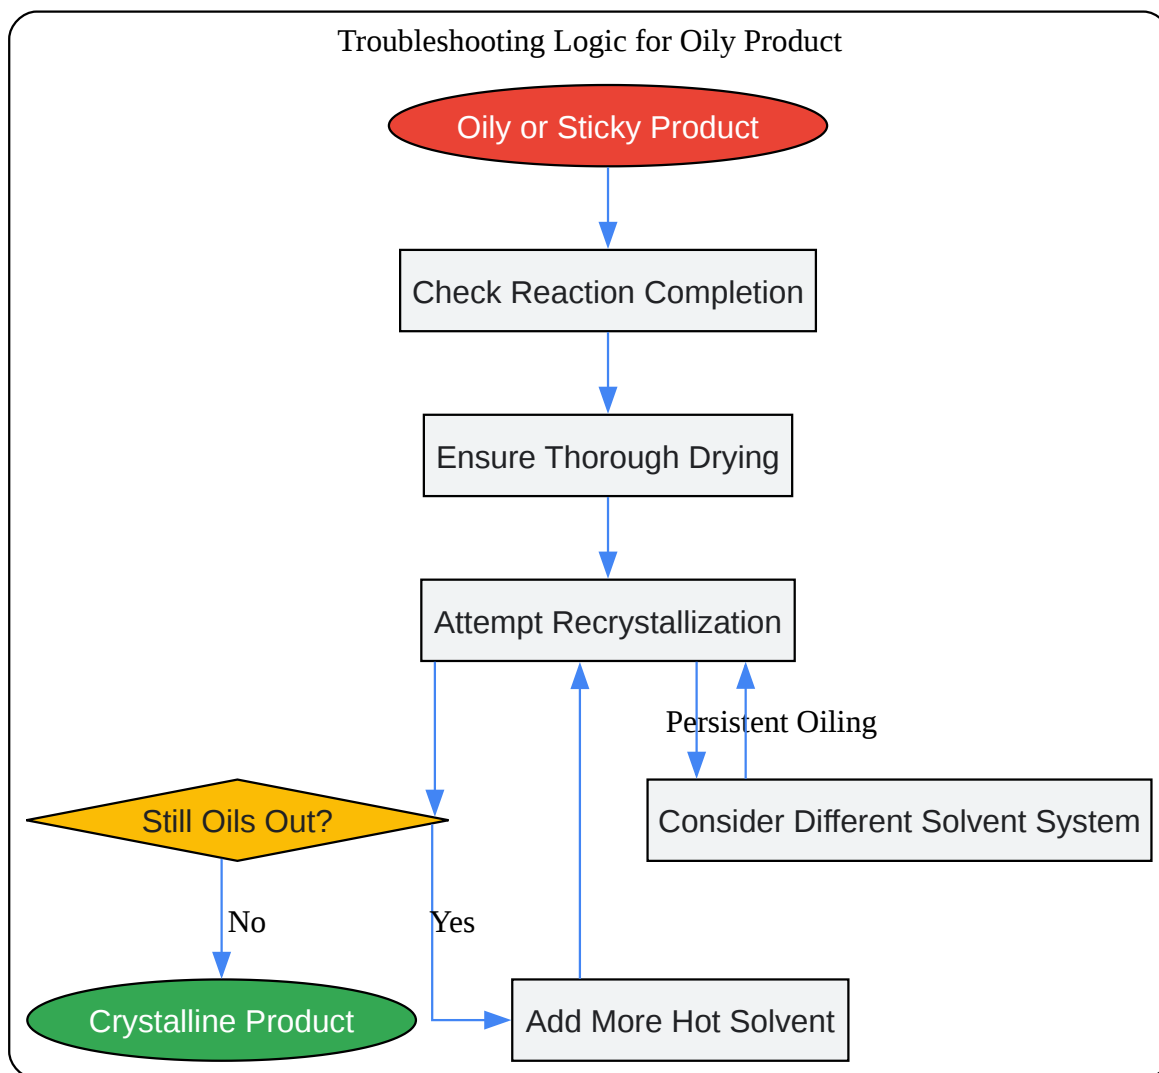 Troubleshooting Logic for Oily Product
Oily or Sticky Product
Check Reaction Completion
Ensure Thorough Drying
Attempt Recrystallization
Persistent Oiling
Still Oils Out?
Consider Different Solvent System
No
Yes
Crystalline Product
Add More Hot Solvent